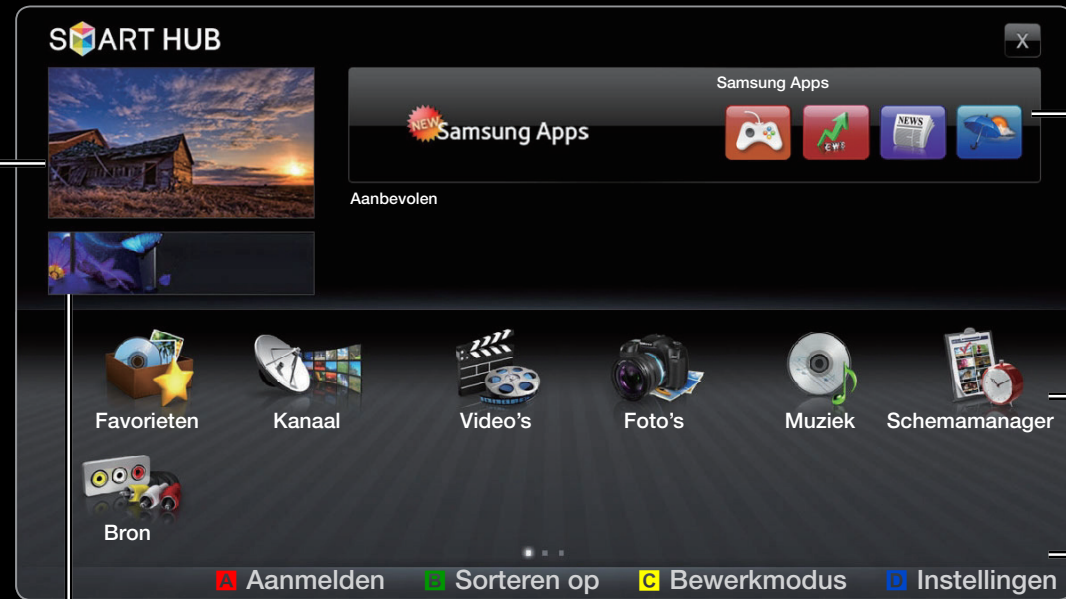 SMART HUB
X
Samsung Apps
NEW Samsung Apps
NEWS
Aanbevolen
Favorieten Kanaal Video's Foto's Muziek Schemamanager
Bron
A Aanmelden B Sorteren op C Bewerkmodus D Instellingen